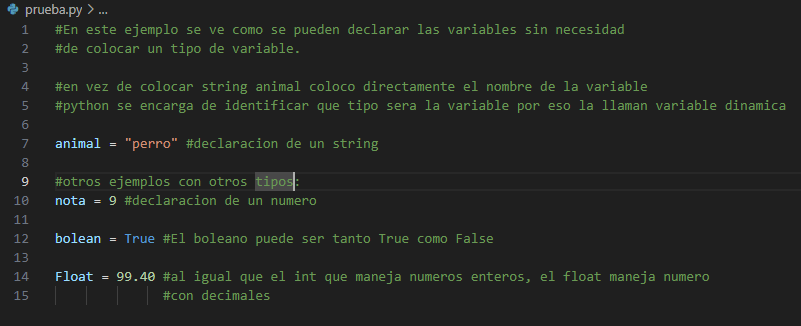 prueba.py > ...
1 #En este ejemplo se ve como se pueden declarar las variables sin necesidad
2 #de colocar un tipo de variable.
3
4 #en vez de colocar string animal coloco directamente el nombre de la variable
5 #python se encarga de identificar que tipo sera la variable por eso la llaman variable dinamica
6
7 animal = "perro" #declaracion de un string
8
9 #otros ejemplos con otros tipos:
10 nota = 9 #declaracion de un numero
11
12 bolean = True #El boleano puede ser tanto True como False
13
14 Float = 99.40 #al igual que el int que maneja numeros enteros, el float maneja numero
15 #con decimales